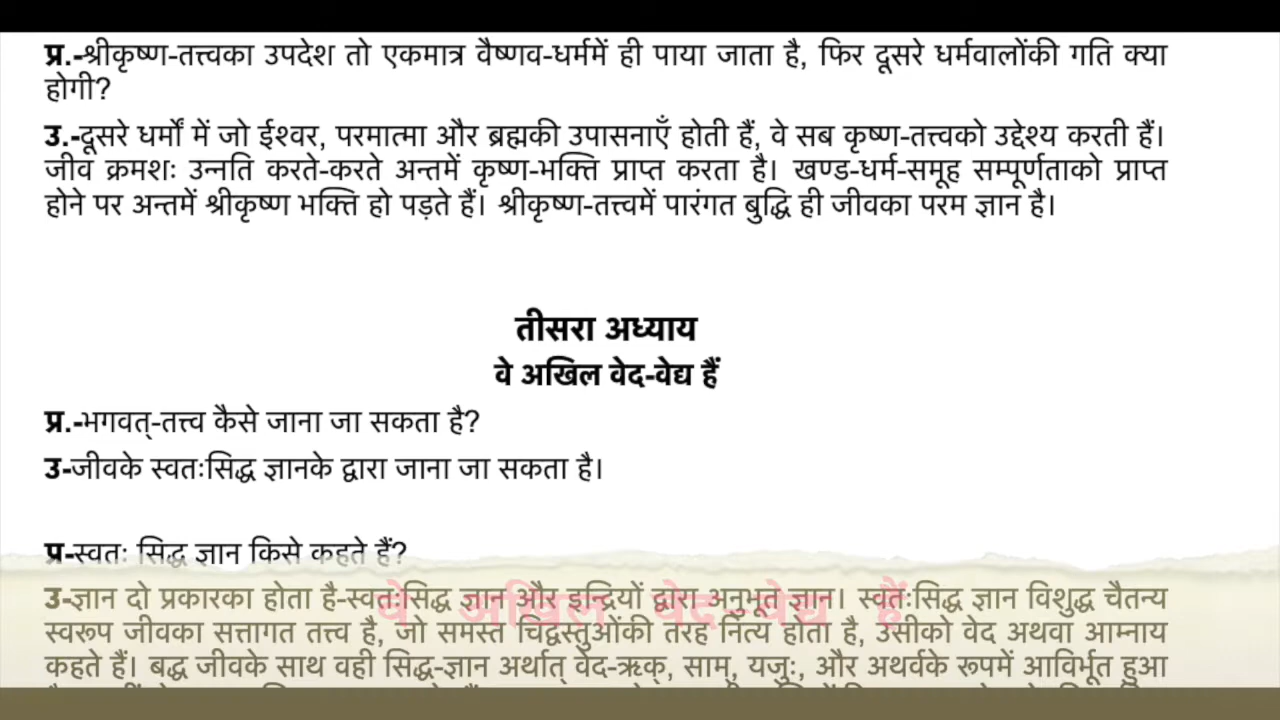 प्र.-श्रीकृष्ण-तत्त्वका उपदेश तो एकमात्र वैष्णव-धर्ममें ही पाया जाता है, फिर दूसरे धर्मवालोंकी गति क्या
होगी?
उ.-दूसरे धर्मों में जो ईश्वर, परमात्मा और ब्रह्मकी उपासनाएँ होती हैं, वे सब कृष्ण-तत्त्वको उद्देश्य करती हैं।
जीव क्रमशः उन्नति करते-करते अन्तमें कृष्ण-भक्ति प्राप्त करता है। खण्ड-धर्म-समूह सम्पूर्णताको प्राप्त
होने पर अन्तमें श्रीकृष्ण भक्ति हो पड़ते हैं। श्रीकृष्ण-तत्त्वमें पारंगत बुद्धि ही जीवका परम ज्ञान है।
तीसरा अध्याय
वे अखिल वेद-वेद्य हैं
प्र.-भगवत्-तत्त्व कैसे जाना जा सकता है?
उ-जीवके स्वतःसिद्ध ज्ञानके द्वारा जाना जा सकता है।
प्र-स्वतः सिद्ध ज्ञान किसे कहते हैं?
उ-ज्ञान दो प्रकारका होता है-स्वतःसिद्ध ज्ञान और इन्द्रियों द्वारा अनुभूत ज्ञान। स्वतःसिद्ध ज्ञान विशुद्ध चैतन्य
वे अखिल वेद-वेद्य हैं
स्वरूप जीवका सत्तागत तत्त्व है, जो समस्त चिद्वस्तुओंकी तरह नित्य होता है, उसीको वेद अथवा आम्नाय
कहते हैं। बद्ध जीवके साथ वही सिद्ध-ज्ञान अर्थात् वेद-ऋक्, साम्, यजुः, और अथर्वके रूपमें आविर्भूत हुआ